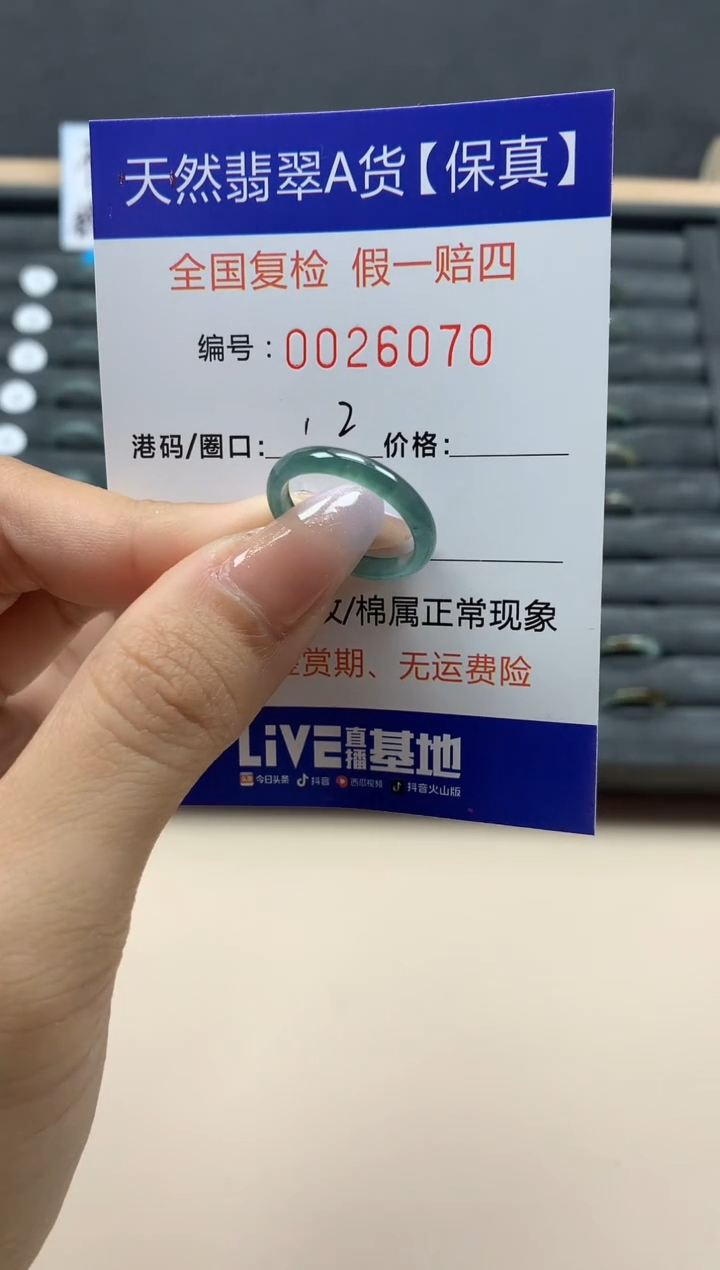 天然翡翠A货【保真】
全国复检 假一赔四
编号：0026070
港码/圈口：12 价格：
/棉属正常现象
赏期、无运费险
LiVE直播基地
今日头条 抖音 西瓜视频 抖音火山版